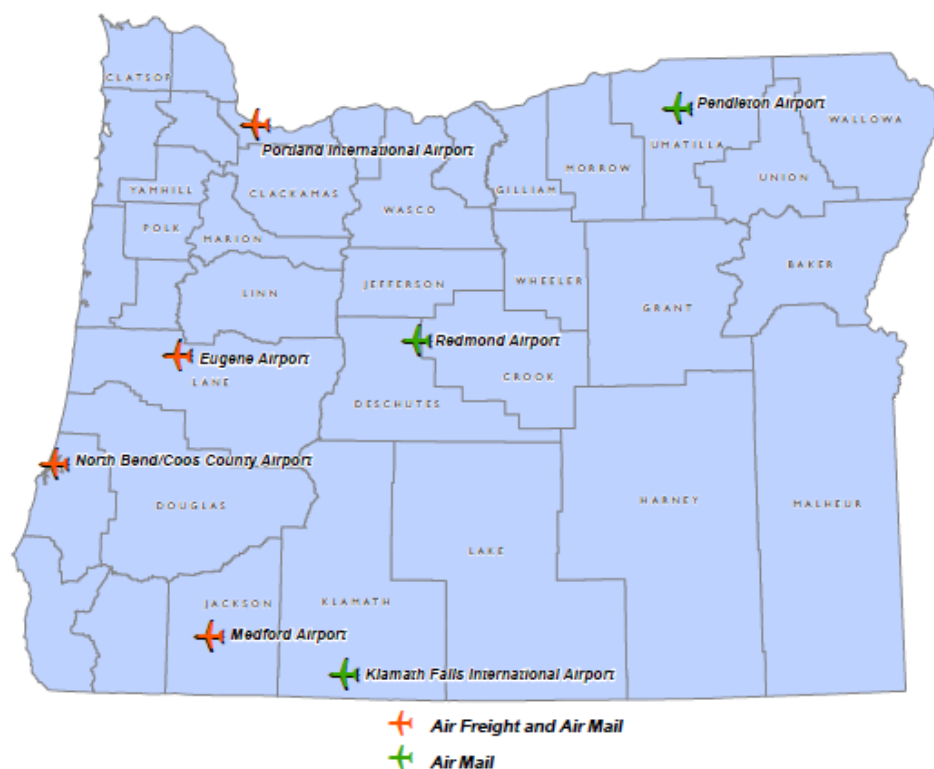 CLATSOP
Pendleton Airport
WALLOWA
Portland International Airport
UMATILLA
MORROW
UNION
YAMHILL
CLACKAMAS
GILLIAM
WASCO
POLK
MARION
BAKER
JEFFERSON
WHEELER
LINN
GRANT
Redmond Airport
Eugene Airport
LANE
CROOK
DESCHUTES
North Bend/Coos County Airport
DOUGLAS
HARNEY
MALHEUR
LAKE
JACKSON
KLAMATH
Medford Airport
Klamath Falls International Airport
Air Freight and Air Mail
Air Mail